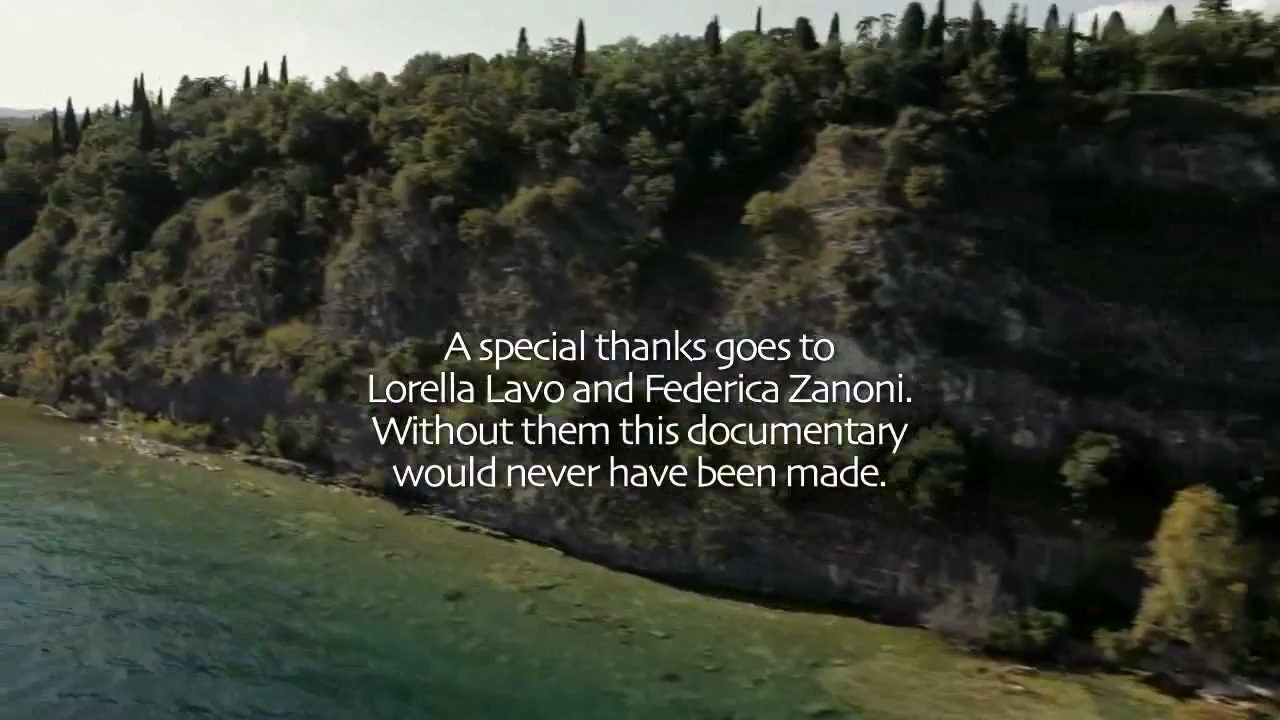 A special thanks goes to
Lorella Lavo and Federica Zanoni.
Without them this documentary
would never have been made.